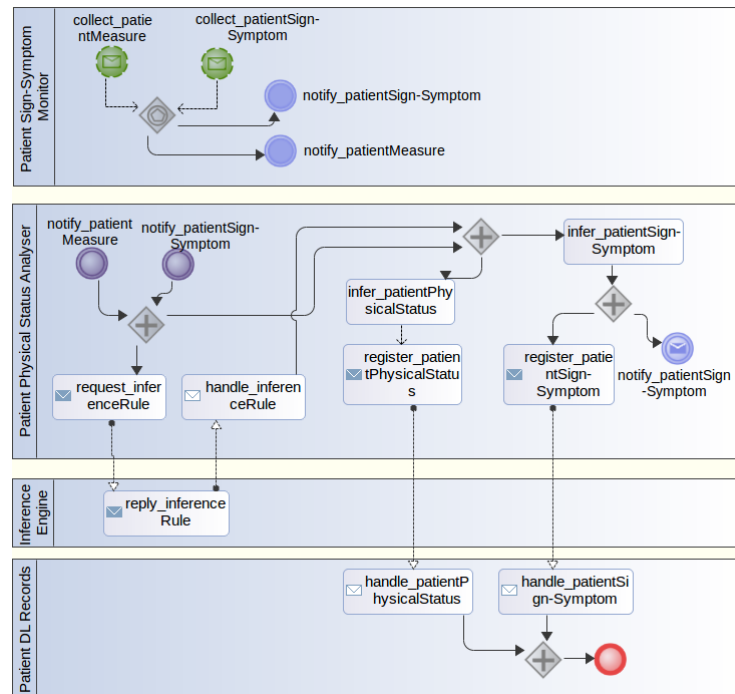 Patient Sign-Symptom
Monitor
collect_patie
ntMeasure
collect_patientSign-
Symptom
notify_patientSign-Symptom
notify_patientMeasure
Patient Physical Status Analyser
notify_patient
Measure
notify_patientSign-
Symptom
infer_patientSign-
Symptom
infer_patientPhy
sicalStatus
request_infer
enceRule
handle_inferen
ceRule
register_patien
tPhysicalStatu
s
register_patie
ntSign-
Symptom
notify_patientSign
-Symptom
Inference
Engine
reply_inference
Rule
Patient DL Records
handle_patientP
hysicalStatus
handle_patientSi
gn-Symptom